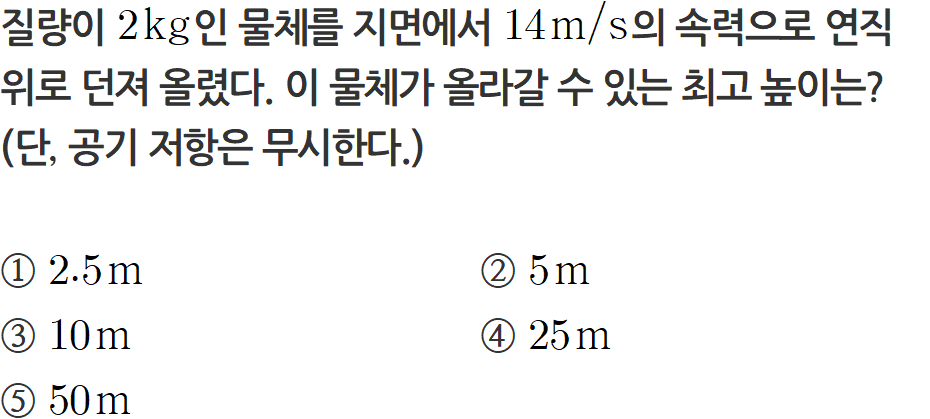 질량이 2kg인 물체를 지면에서 14m/s의 속력으로 연직
위로 던져 올렸다. 이 물체가 올라갈 수 있는 최고 높이는?
(단, 공기 저항은 무시한다.)
① 2.5m ② 5m
③ 10m ④ 25m
⑤ 50m